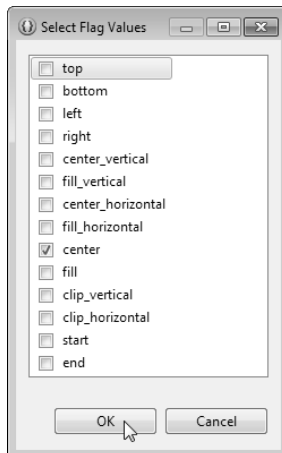 Select Flag Values
top
bottom
left
right
center_vertical
fill_vertical
center_horizontal
fill_horizontal
center
fill
clip_vertical
clip_horizontal
start
end
OK
Cancel